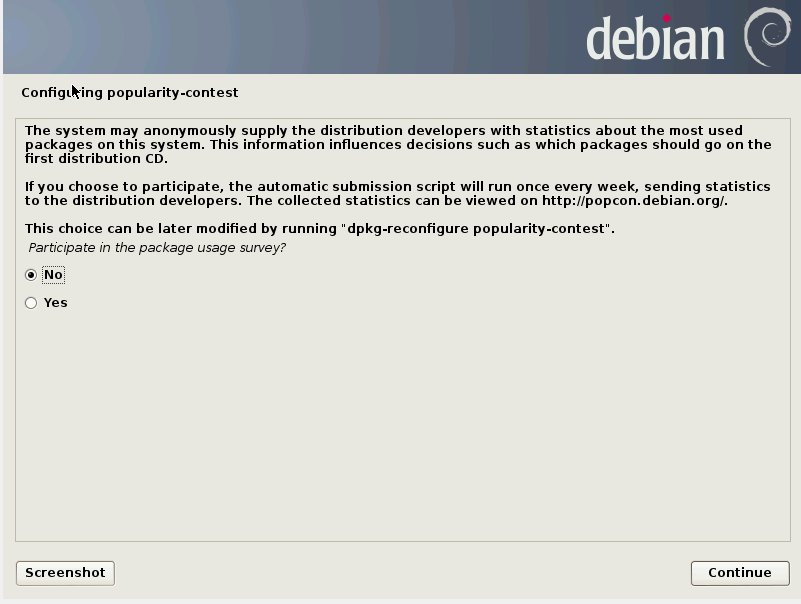 debian
Configuring popularity-contest
The system may anonymously supply the distribution developers with statistics about the most used
packages on this system. This information influences decisions such as which packages should go on the
first distribution CD.
If you choose to participate, the automatic submission script will run once every week, sending statistics
to the distribution developers. The collected statistics can be viewed on http://popcon.debian.org/.
This choice can be later modified by running "dpkg-reconfigure popularity-contest".
Participate in the package usage survey?
No
Yes
Screenshot
Continue